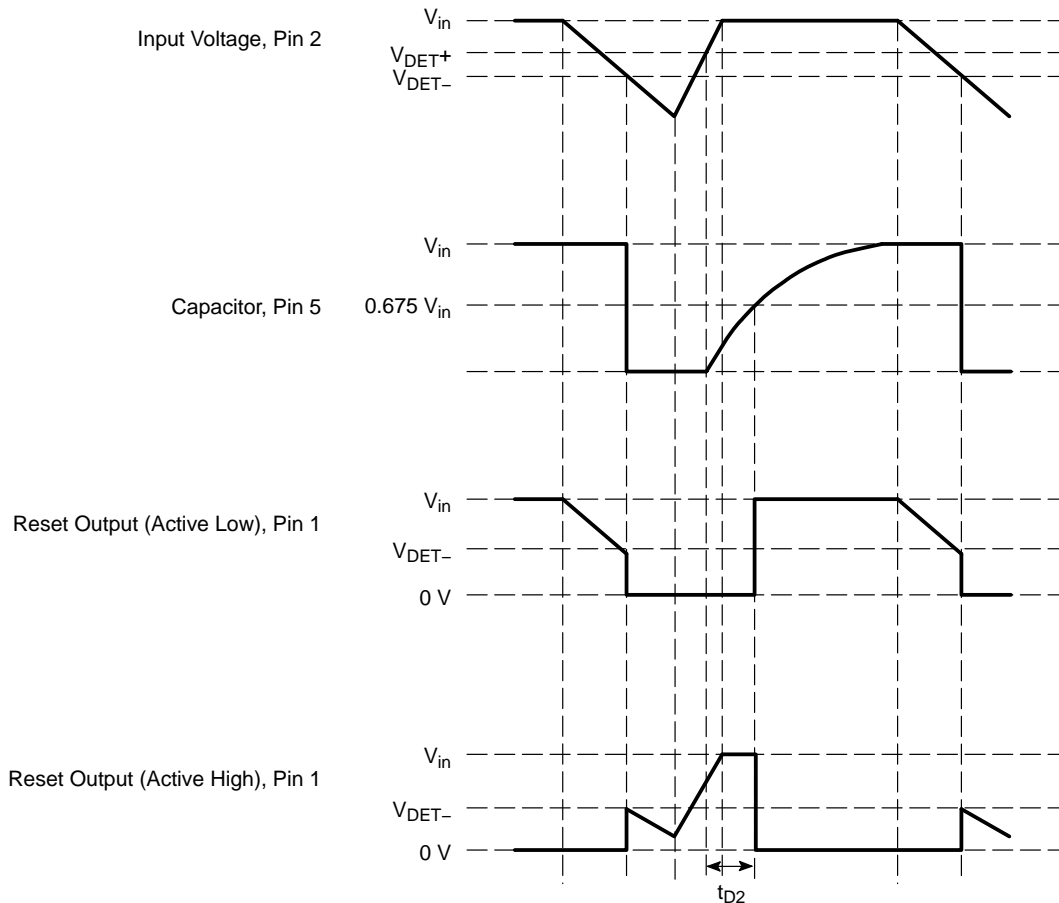 Input Voltage, Pin 2
V_in
V_DET+
V_DET−
Capacitor, Pin 5
V_in
0.675 V_in
Reset Output (Active Low), Pin 1
V_in
V_DET−
0 V
Reset Output (Active High), Pin 1
V_in
V_DET−
0 V
t_D2